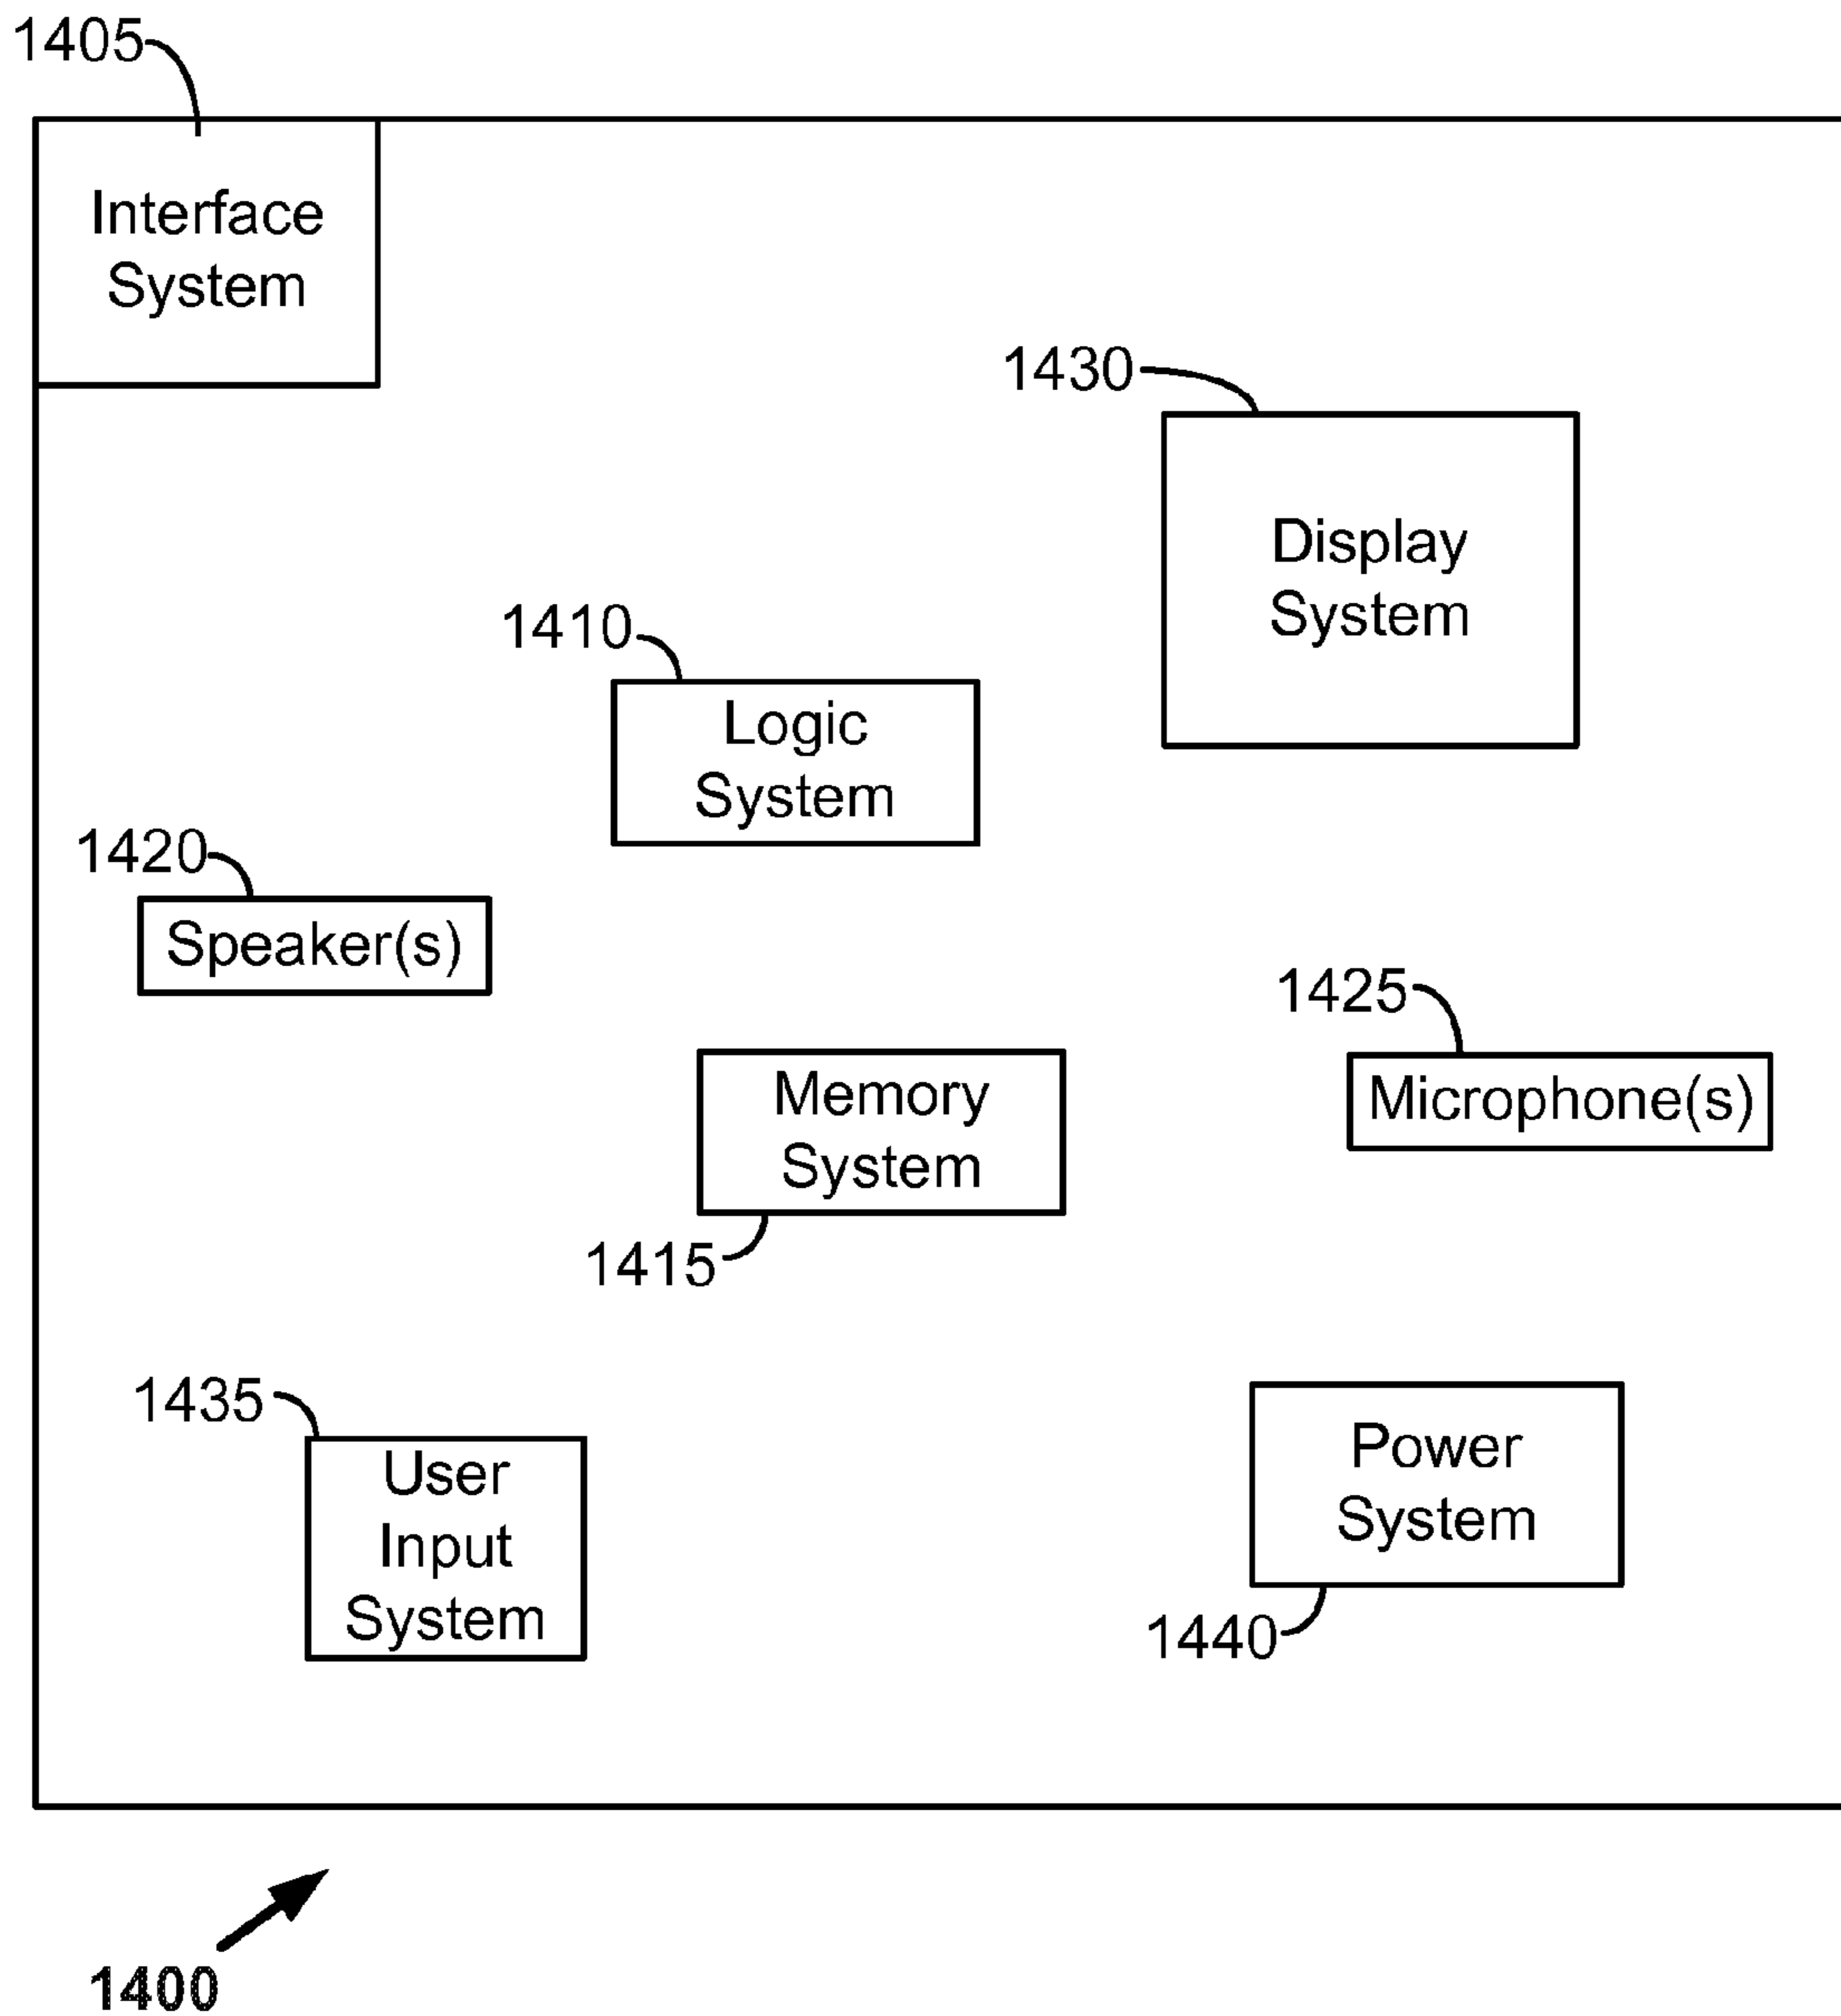 1405
Interface
System
1430
Display
System
1410
Logic
System
1420
Speaker(s)
1425
Microphone(s)
Memory
System
1415
1435
User
Input
System
Power
System
1440
1400